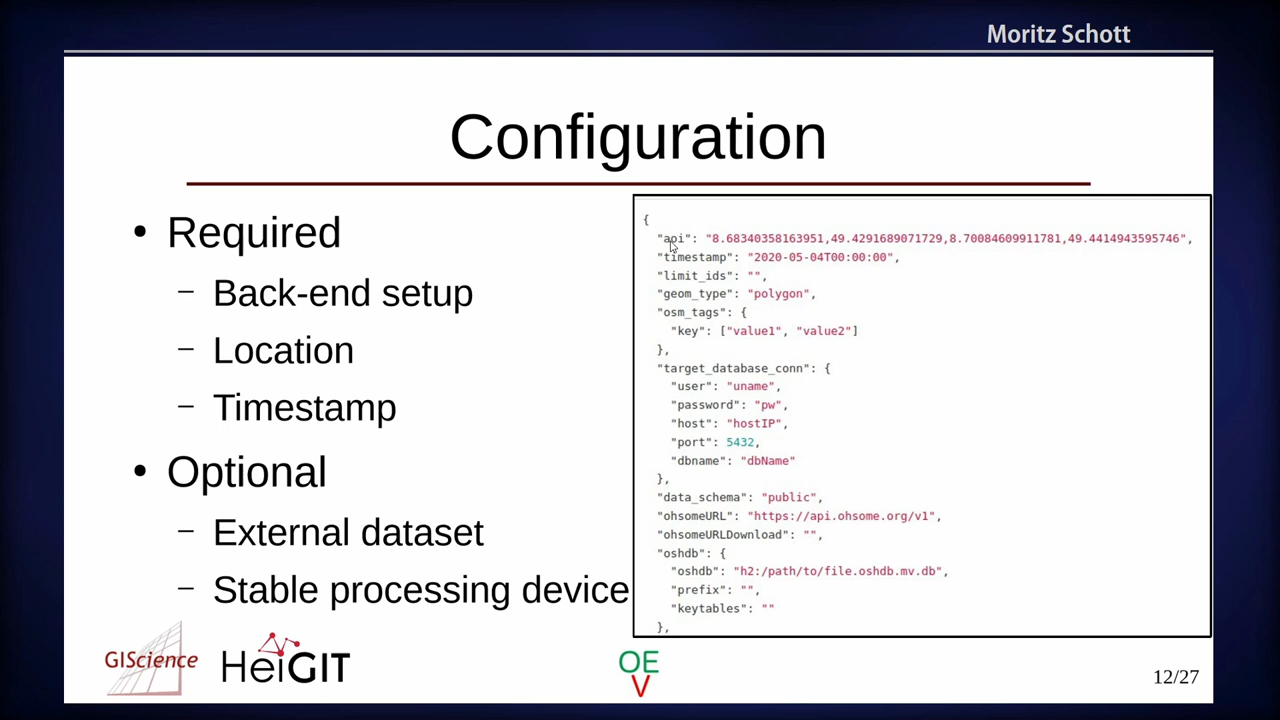 Moritz Schott
Configuration
• Required
– Back-end setup
– Location
– Timestamp
• Optional
– External dataset
– Stable processing device
{
"aoi": "8.68340358163951,49.4291689071729,8.70084609911781,49.4414943595746",
"timestamp": "2020-05-04T00:00:00",
"limit_ids": "",
"geom_type": "polygon",
"osm_tags": {
"key": ["value1", "value2"]
},
"target_database_conn": {
"user": "uname",
"password": "pw",
"host": "hostIP",
"port": 5432,
"dbname": "dbName"
},
"data_schema": "public",
"ohsomeURL": "https://api.ohsome.org/v1",
"ohsomeURLDownload": "",
"oshdb": {
"oshdb": "h2:/path/to/file.oshdb.mv.db",
"prefix": "",
"keytables": ""
},
GIScience
HeiGIT
OE
V
12/27